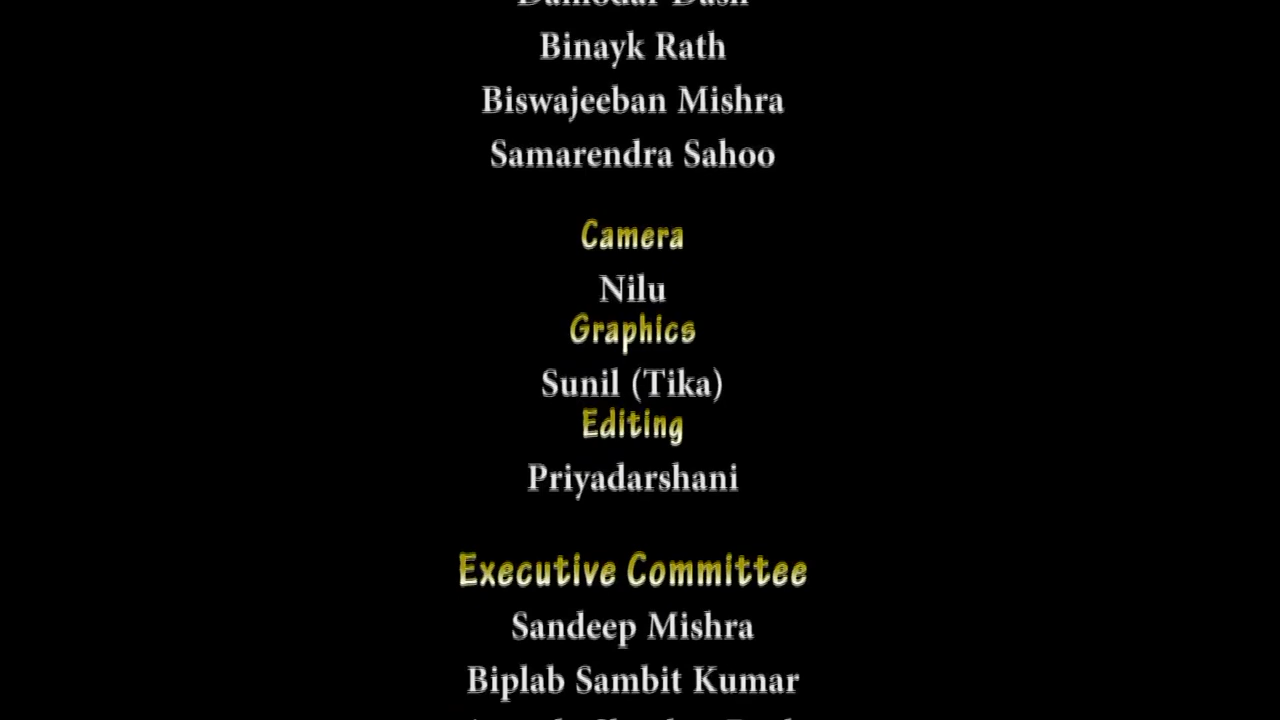 Binayk Rath
Biswajeeban Mishra
Samarendra Sahoo
Camera
Nilu
Graphics
Sunil (Tika)
Editing
Priyadarshani
Executive Committee
Sandeep Mishra
Biplab Sambit Kumar